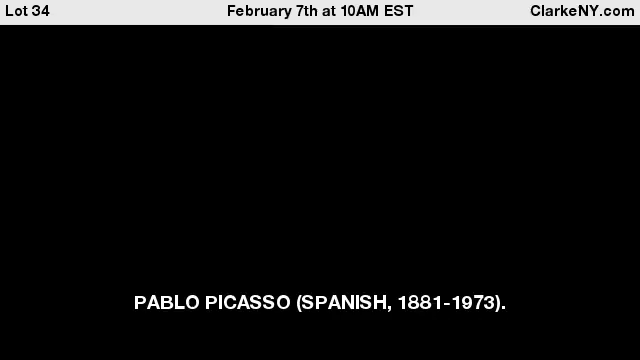 Lot 34 February 7th at 10AM EST ClarkeNY.com
PABLO PICASSO (SPANISH, 1881-1973).